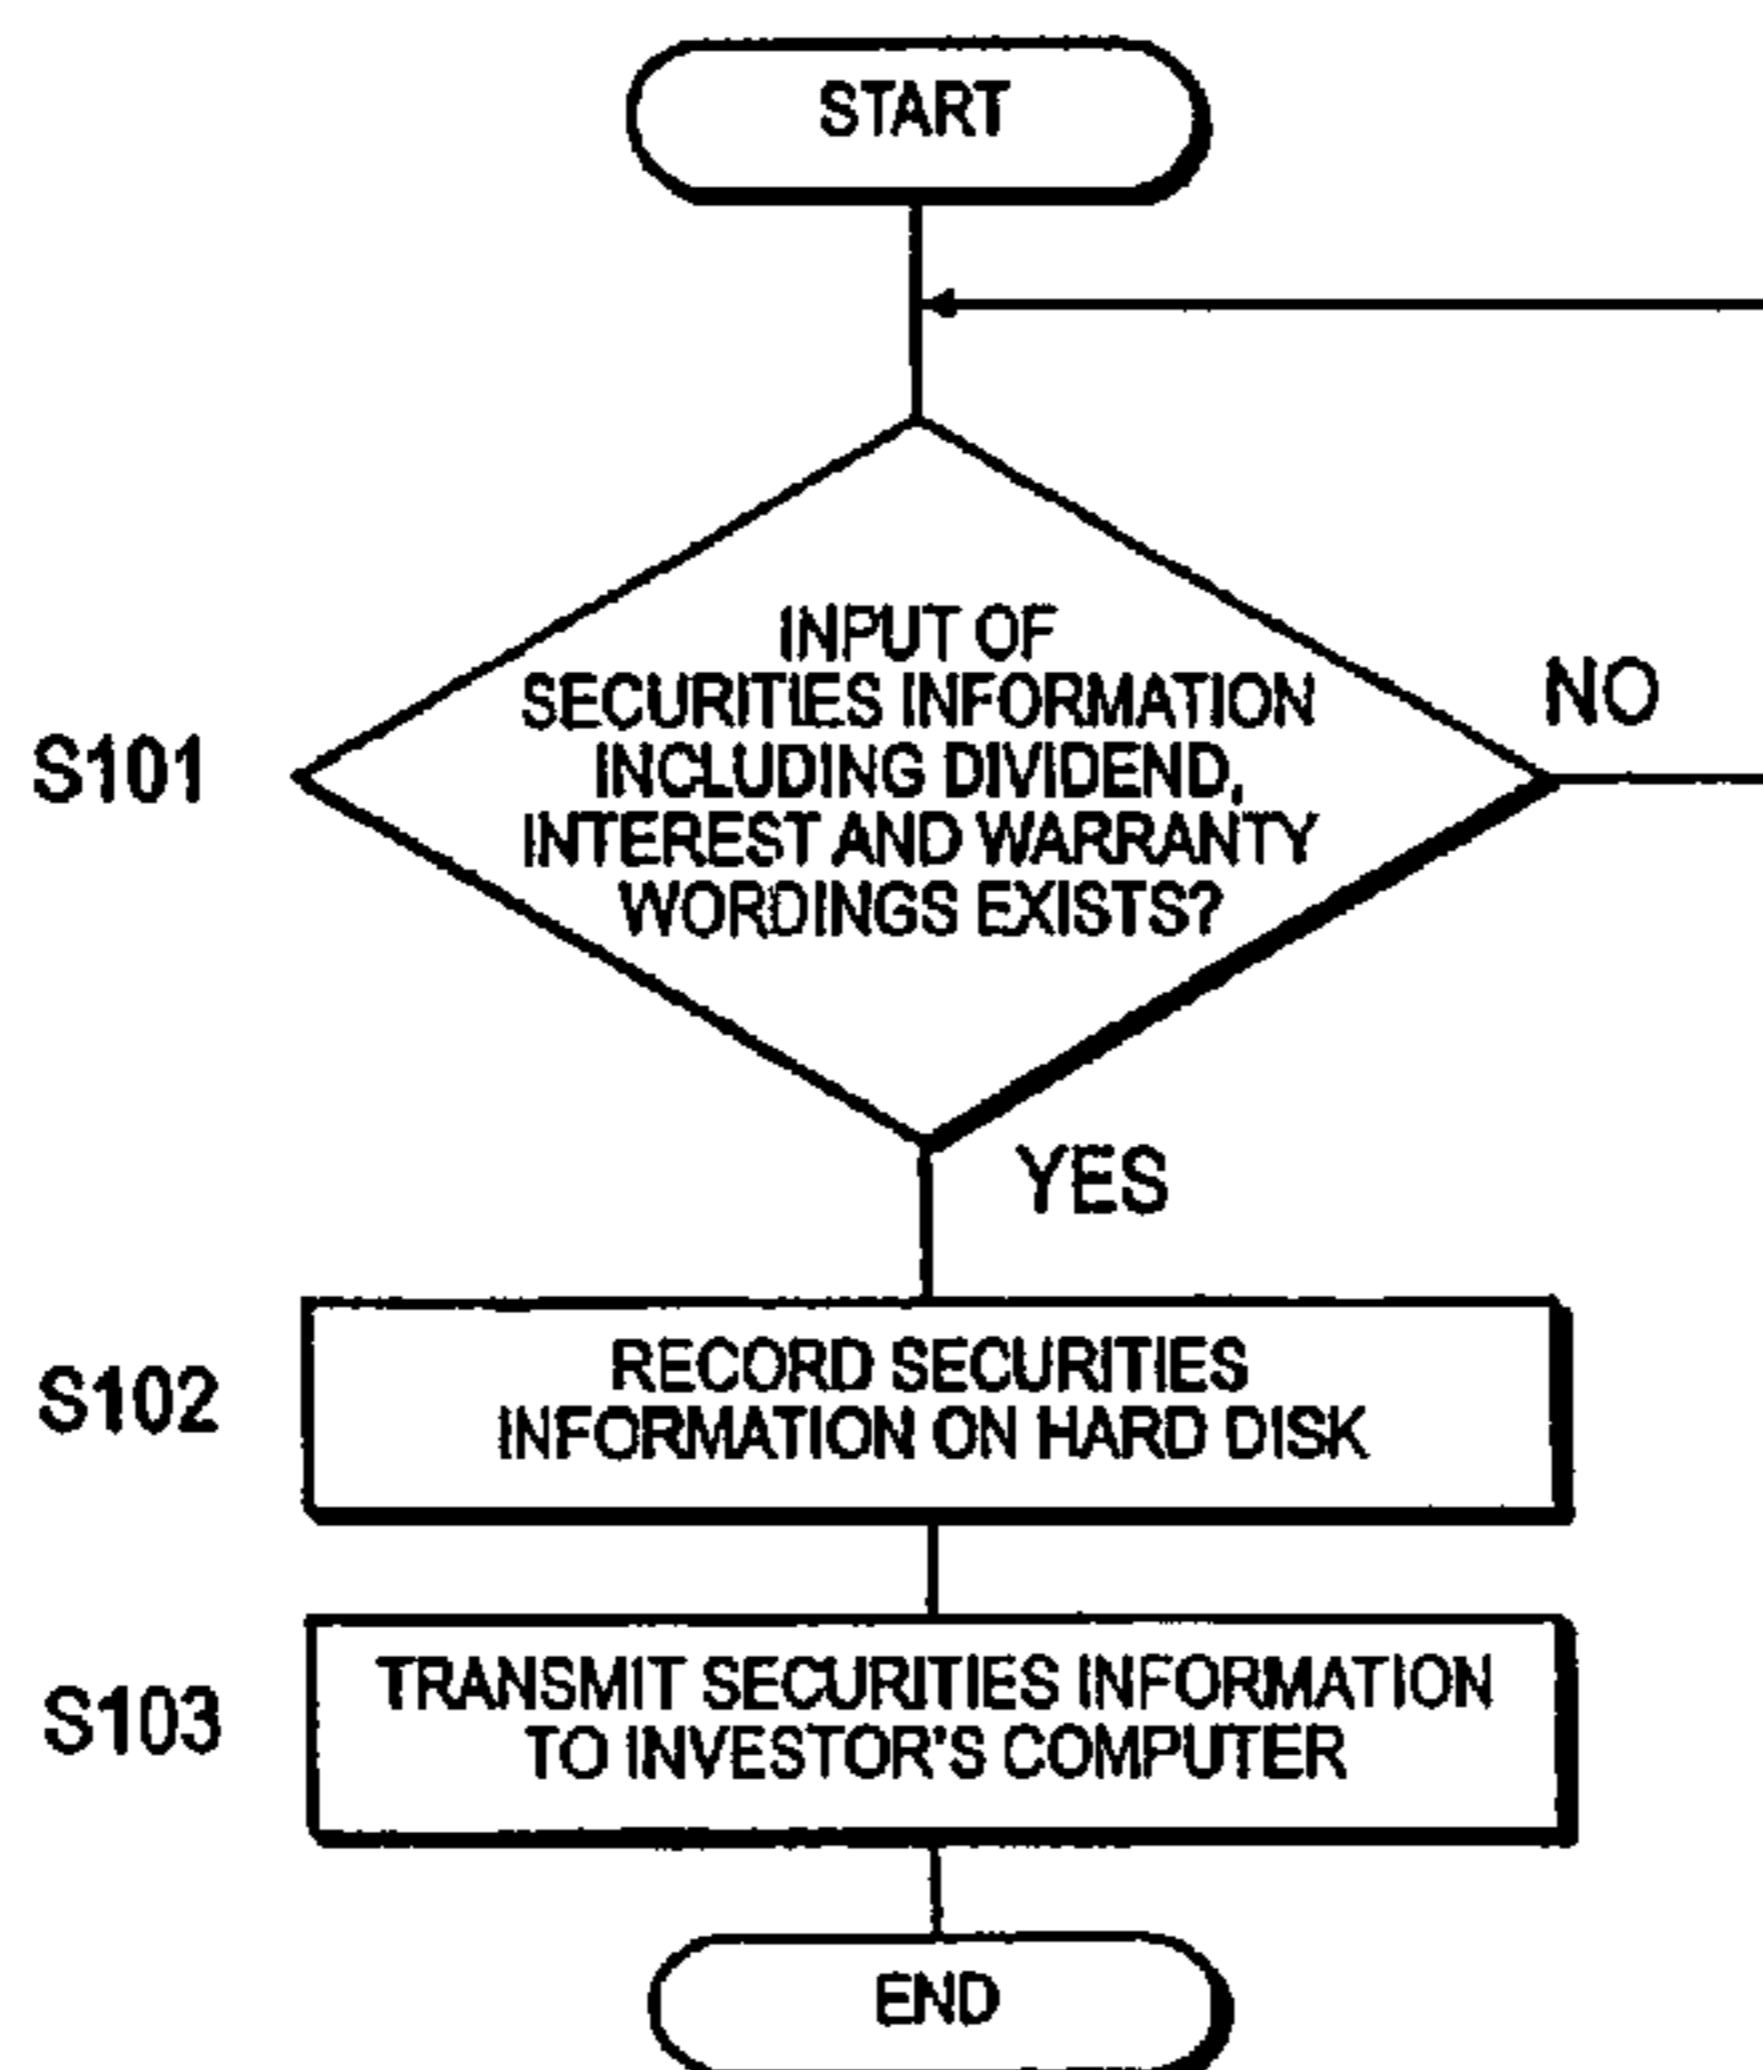 START
INPUT OF
SECURITIES INFORMATION
INCLUDING DIVIDEND,
INTEREST AND WARRANTY
WORDINGS EXISTS?
S101
NO
YES
S102
RECORD SECURITIES
INFORMATION ON HARD DISK
S103
TRANSMIT SECURITIES INFORMATION
TO INVESTOR'S COMPUTER
END